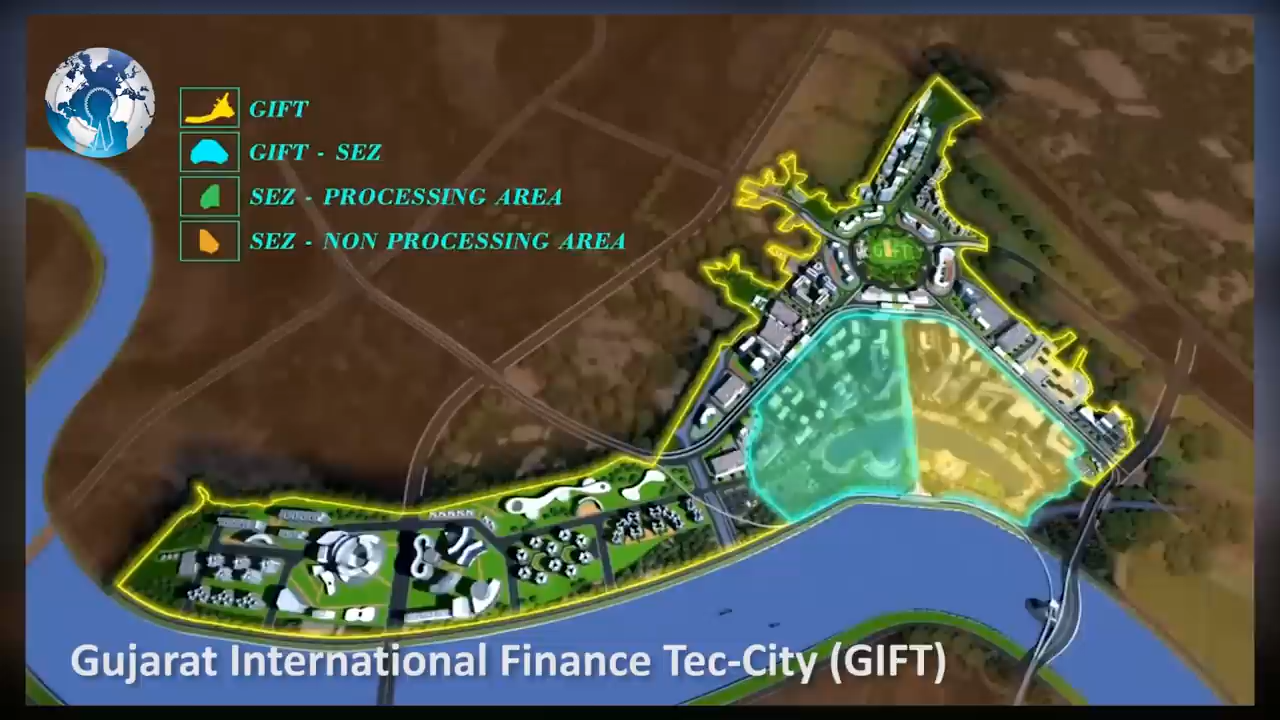 GIFT
GIFT - SEZ
SEZ - PROCESSING AREA
SEZ - NON PROCESSING AREA
GIFT
Gujarat International Finance Tec-City (GIFT)